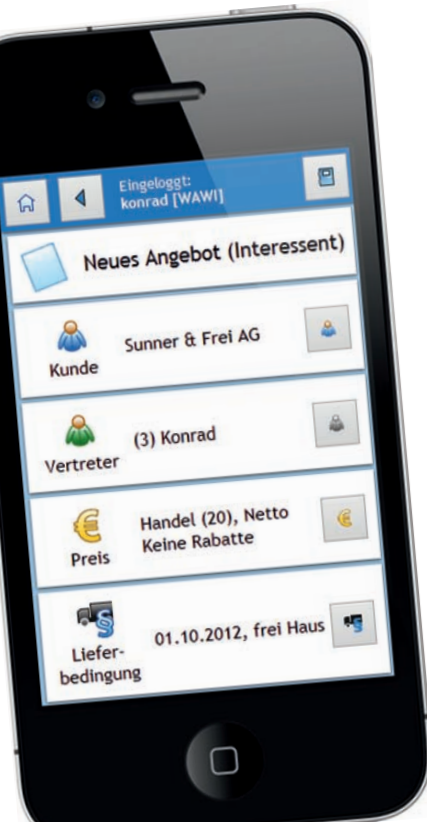 Eingeloggt:
konrad [WAWI]
Neues Angebot (Interessent)
Kunde
Sunner & Frei AG
Vertreter
(3) Konrad
Preis
Handel (20), Netto
Keine Rabatte
Liefer-
bedingung
01.10.2012, frei Haus